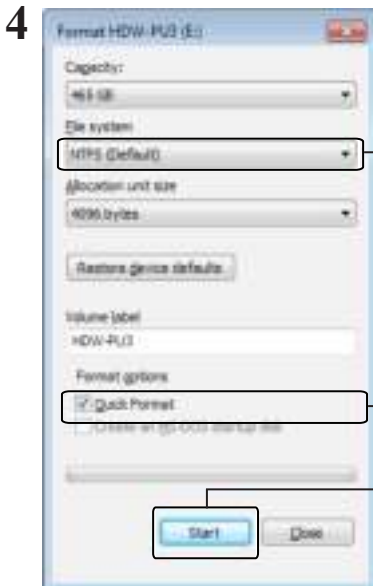 4
Format HDW-PU3 (E:)
Capacity:
465 GB
File system
NTFS (Default)
Allocation unit size
4096 bytes
Restore device defaults
Volume label
HDW-PU3
Format options
Quick Format
Create an MS-DOS startup disk
Start
Close